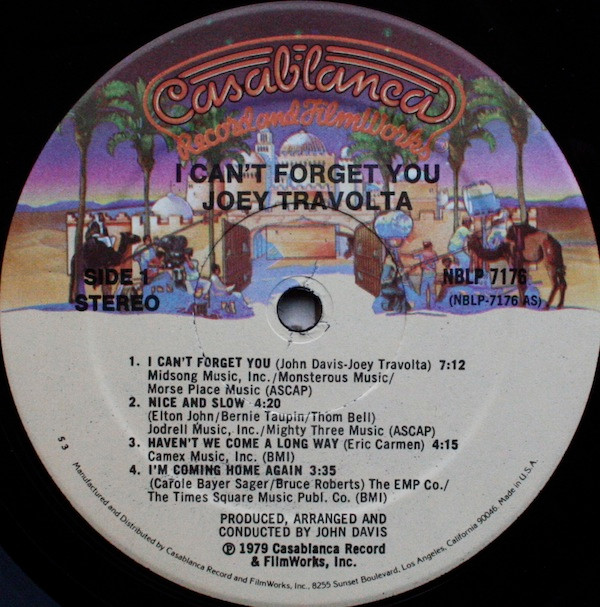 Casablanca
Record and FilmWorks
I CAN'T FORGET YOU
JOEY TRAVOLTA
SIDE 1
STEREO
NBLP 7176
(NBLP-7176 AS)
1. I CAN'T FORGET YOU (John Davis-Joey Travolta) 7:12
Midsong Music, Inc./Monsterous Music/
Morse Place Music (ASCAP)
2. NICE AND SLOW 4:20
(Elton John/Bernie Taupin/Thom Bell)
Jodrell Music, Inc./Mighty Three Music (ASCAP)
3. HAVEN'T WE COME A LONG WAY (Eric Carmen) 4:15
Camex Music, Inc. (BMI)
4. I'M COMING HOME AGAIN 3:35
(Carole Bayer Sager/Bruce Roberts) The EMP Co./
The Times Square Music Publ. Co. (BMI)
PRODUCED, ARRANGED AND
CONDUCTED BY JOHN DAVIS
℗ 1979 Casablanca Record
& FilmWorks, Inc.
S 3
Manufactured and Distributed by Casablanca Record and FilmWorks, Inc., 8255 Sunset Boulevard, Los Angeles, California 90046. Made in U.S.A.